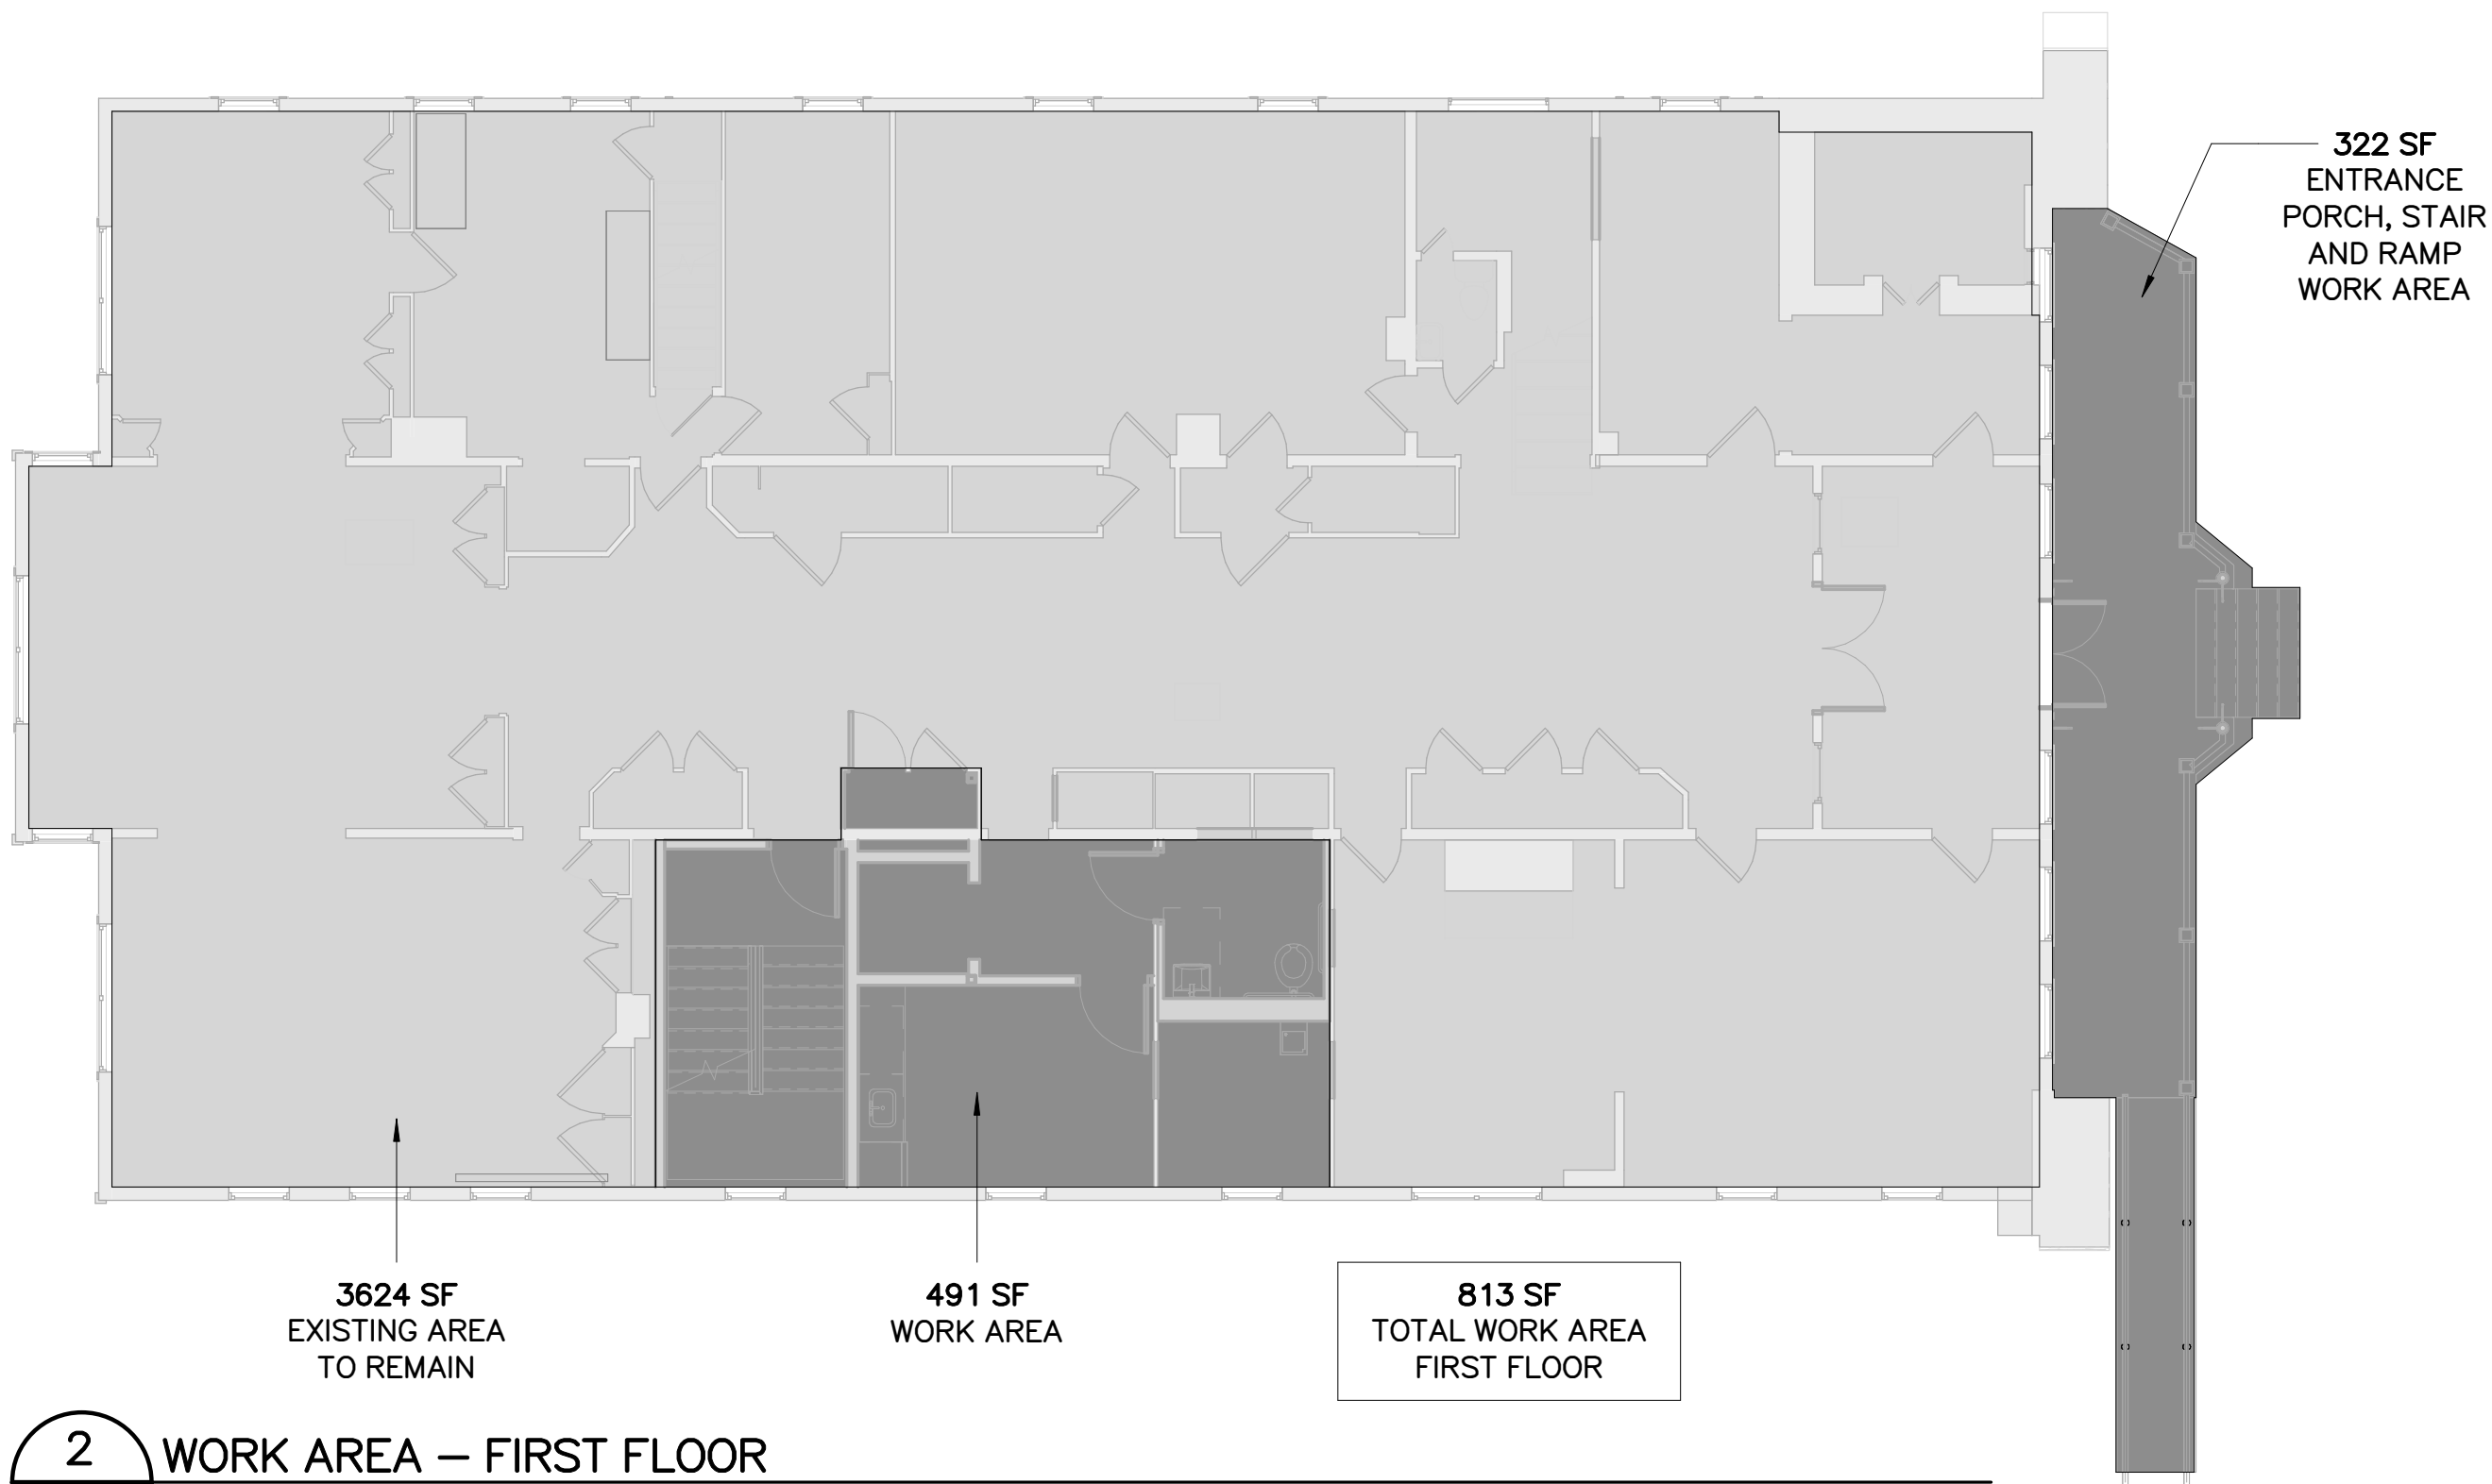 322 SF
ENTRANCE
PORCH, STAIR
AND RAMP
WORK AREA
3624 SF
EXISTING AREA
TO REMAIN
491 SF
WORK AREA
813 SF
TOTAL WORK AREA
FIRST FLOOR
2 WORK AREA — FIRST FLOOR